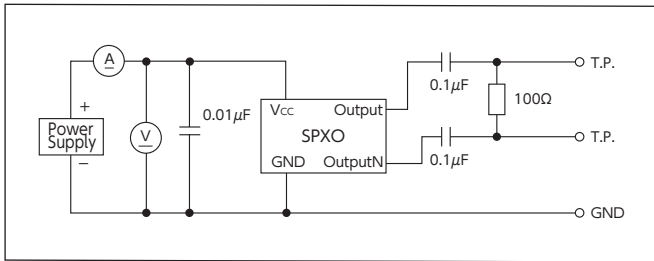 A
0.1µF
T.P.
+
0.01µF
Vcc Output
100Ω
Power
Supply
V
SPXO
T.P.
−
GND OutputN
0.1µF
GND